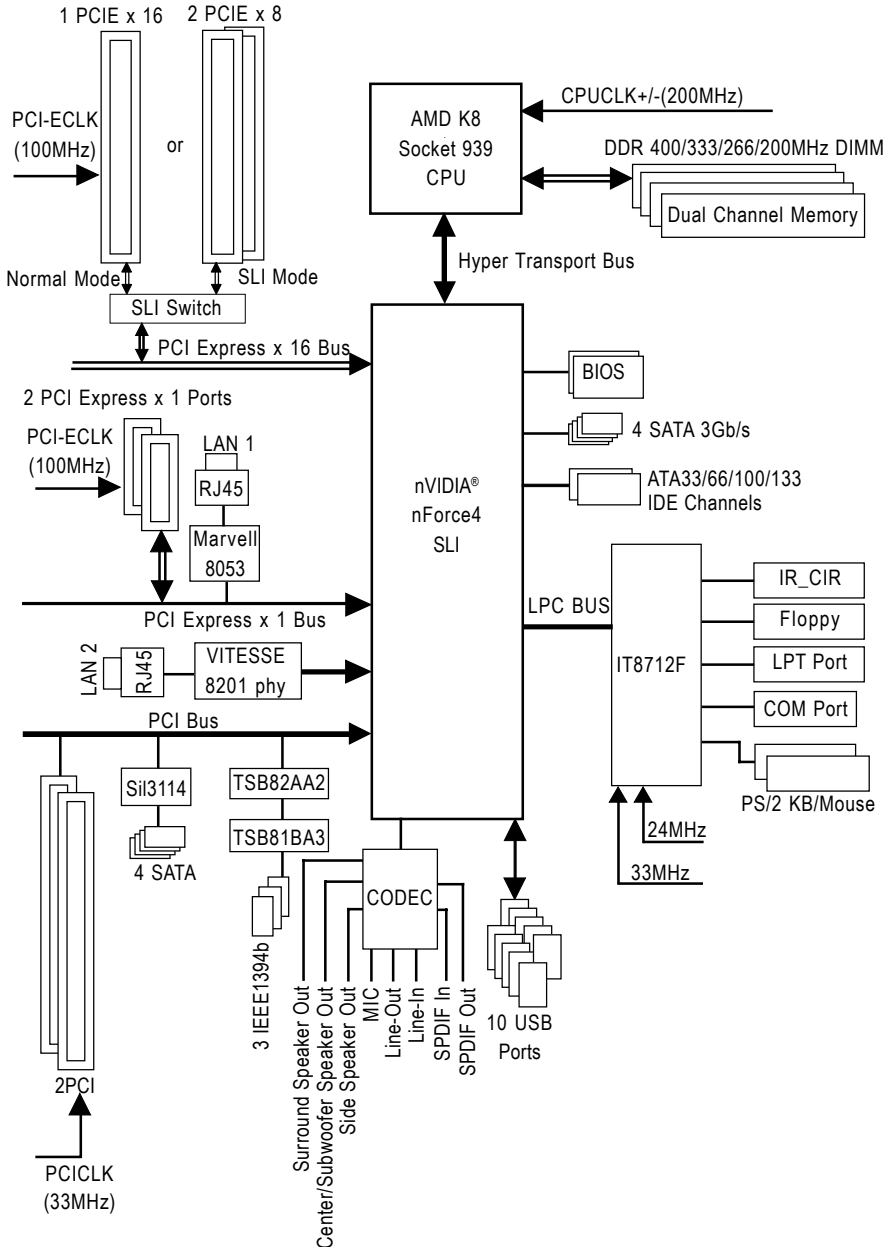 1 PCIE x 16
2 PCIE x 8
PCI-ECLK
(100MHz)
or
AMD K8
Socket 939
CPU
CPUCLK+/-(200MHz)
DDR 400/333/266/200MHz DIMM
Dual Channel Memory
Hyper Transport Bus
Normal Mode
SLI Mode
SLI Switch
PCI Express x 16 Bus
2 PCI Express x 1 Ports
PCI-ECLK
(100MHz)
LAN 1
RJ45
Marvell
8053
nVIDIA®
nForce4
SLI
BIOS
4 SATA 3Gb/s
ATA33/66/100/133
IDE Channels
PCI Express x 1 Bus
LPC BUS
IT8712F
IR_CIR
Floppy
LPT Port
COM Port
PS/2 KB/Mouse
24MHz
33MHz
LAN 2
RJ45
VITESSE
8201 phy
PCI Bus
Sil3114
4 SATA
TSB82AA2
TSB81BA3
3 IEEE1394b
CODEC
Surround Speaker Out
Center/Subwoofer Speaker Out
Side Speaker Out
MIC
Line-Out
Line-In
SPDIF In
SPDIF Out
10 USB
Ports
2PCI
PCICLK
(33MHz)